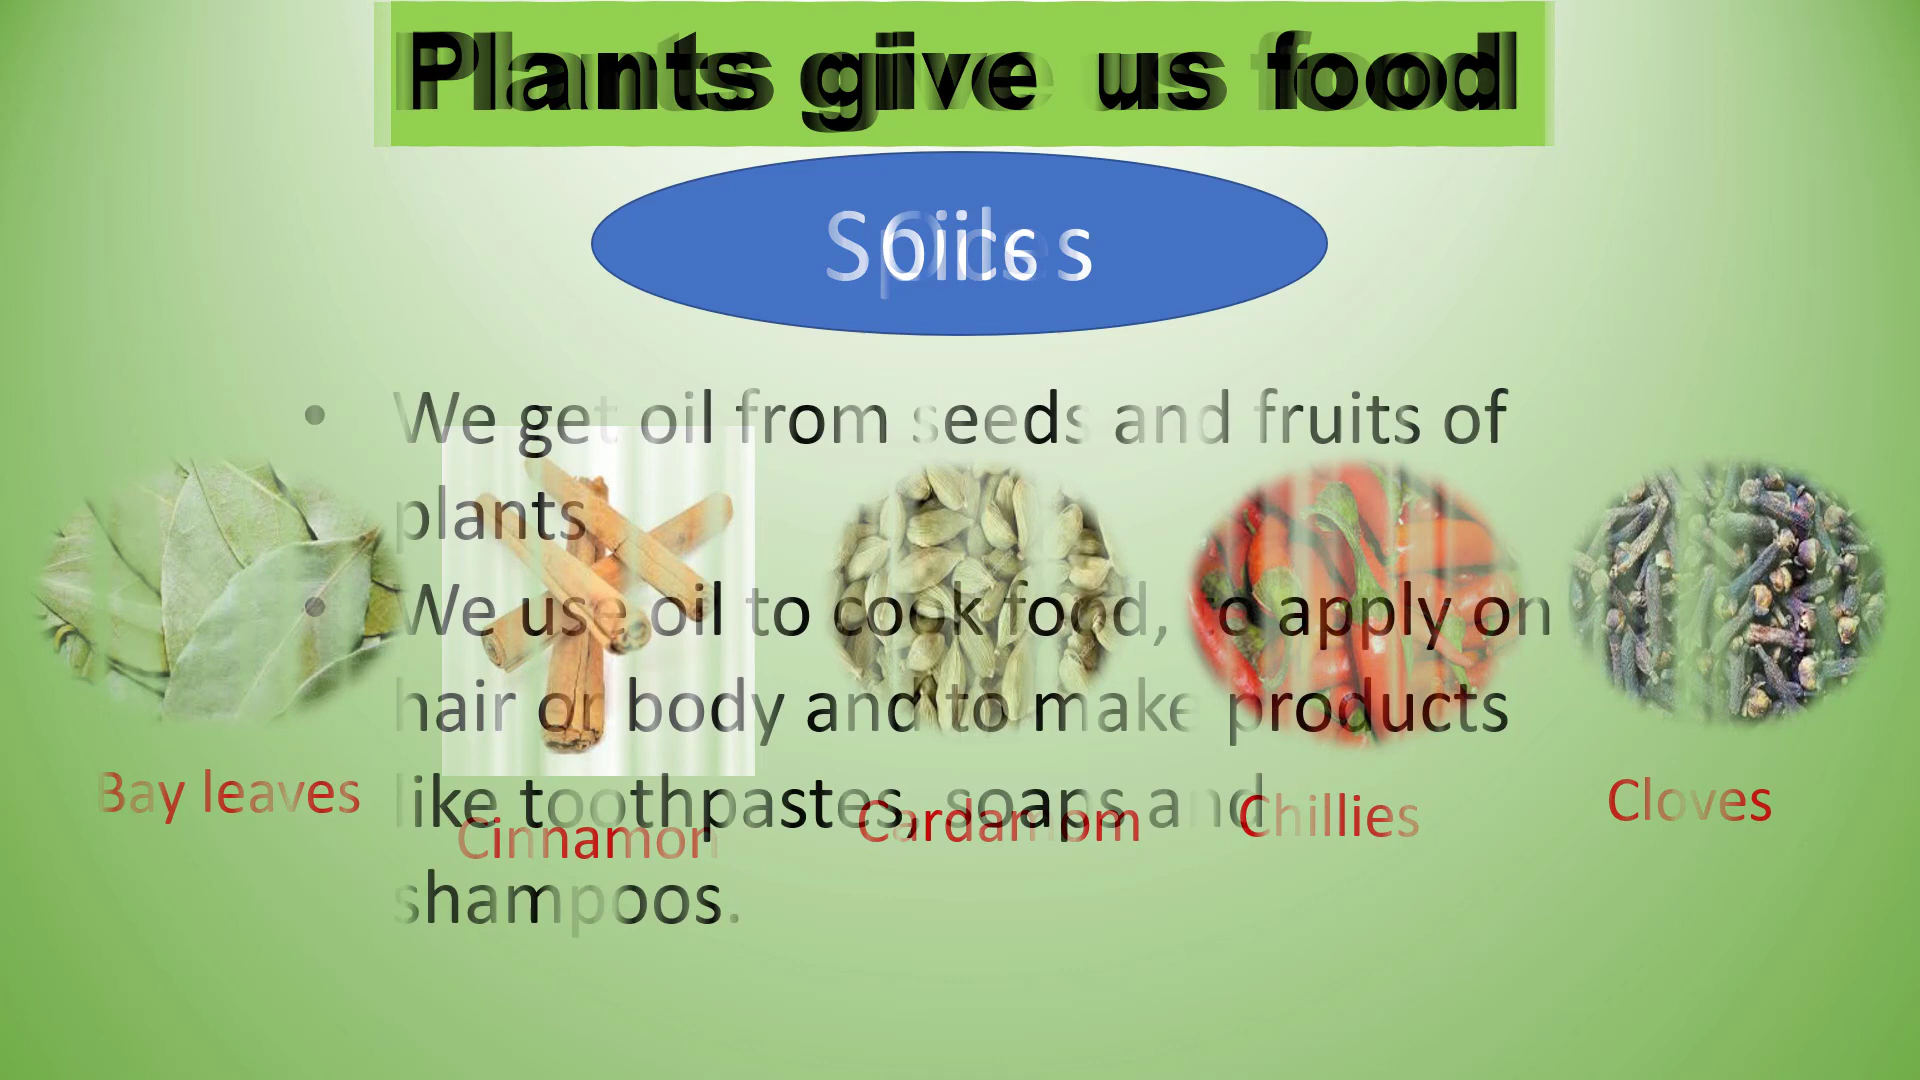 Plants give us food
Spices
Oils
• We get oil from seeds and fruits of
plants
• We use oil to cook food, to apply on
hair or body and to make products
like toothpastes, soaps and
shampoos.
Bay leaves
Cinnamon
Cardamom
Chillies
Cloves